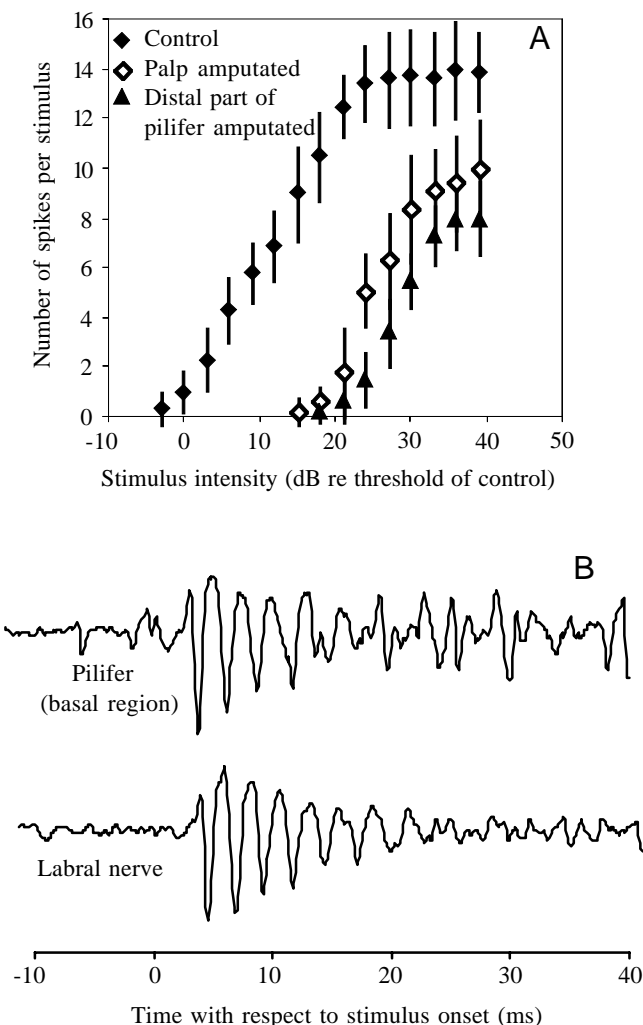 A
Control
Palp amputated
Distal part of
pilifer amputated
Number of spikes per stimulus
16
14
12
10
8
6
4
2
0
-10
0
10
20
30
40
50
Stimulus intensity (dB re threshold of control)
B
Pilifer
(basal region)
Labral nerve
-10
0
10
20
30
40
Time with respect to stimulus onset (ms)